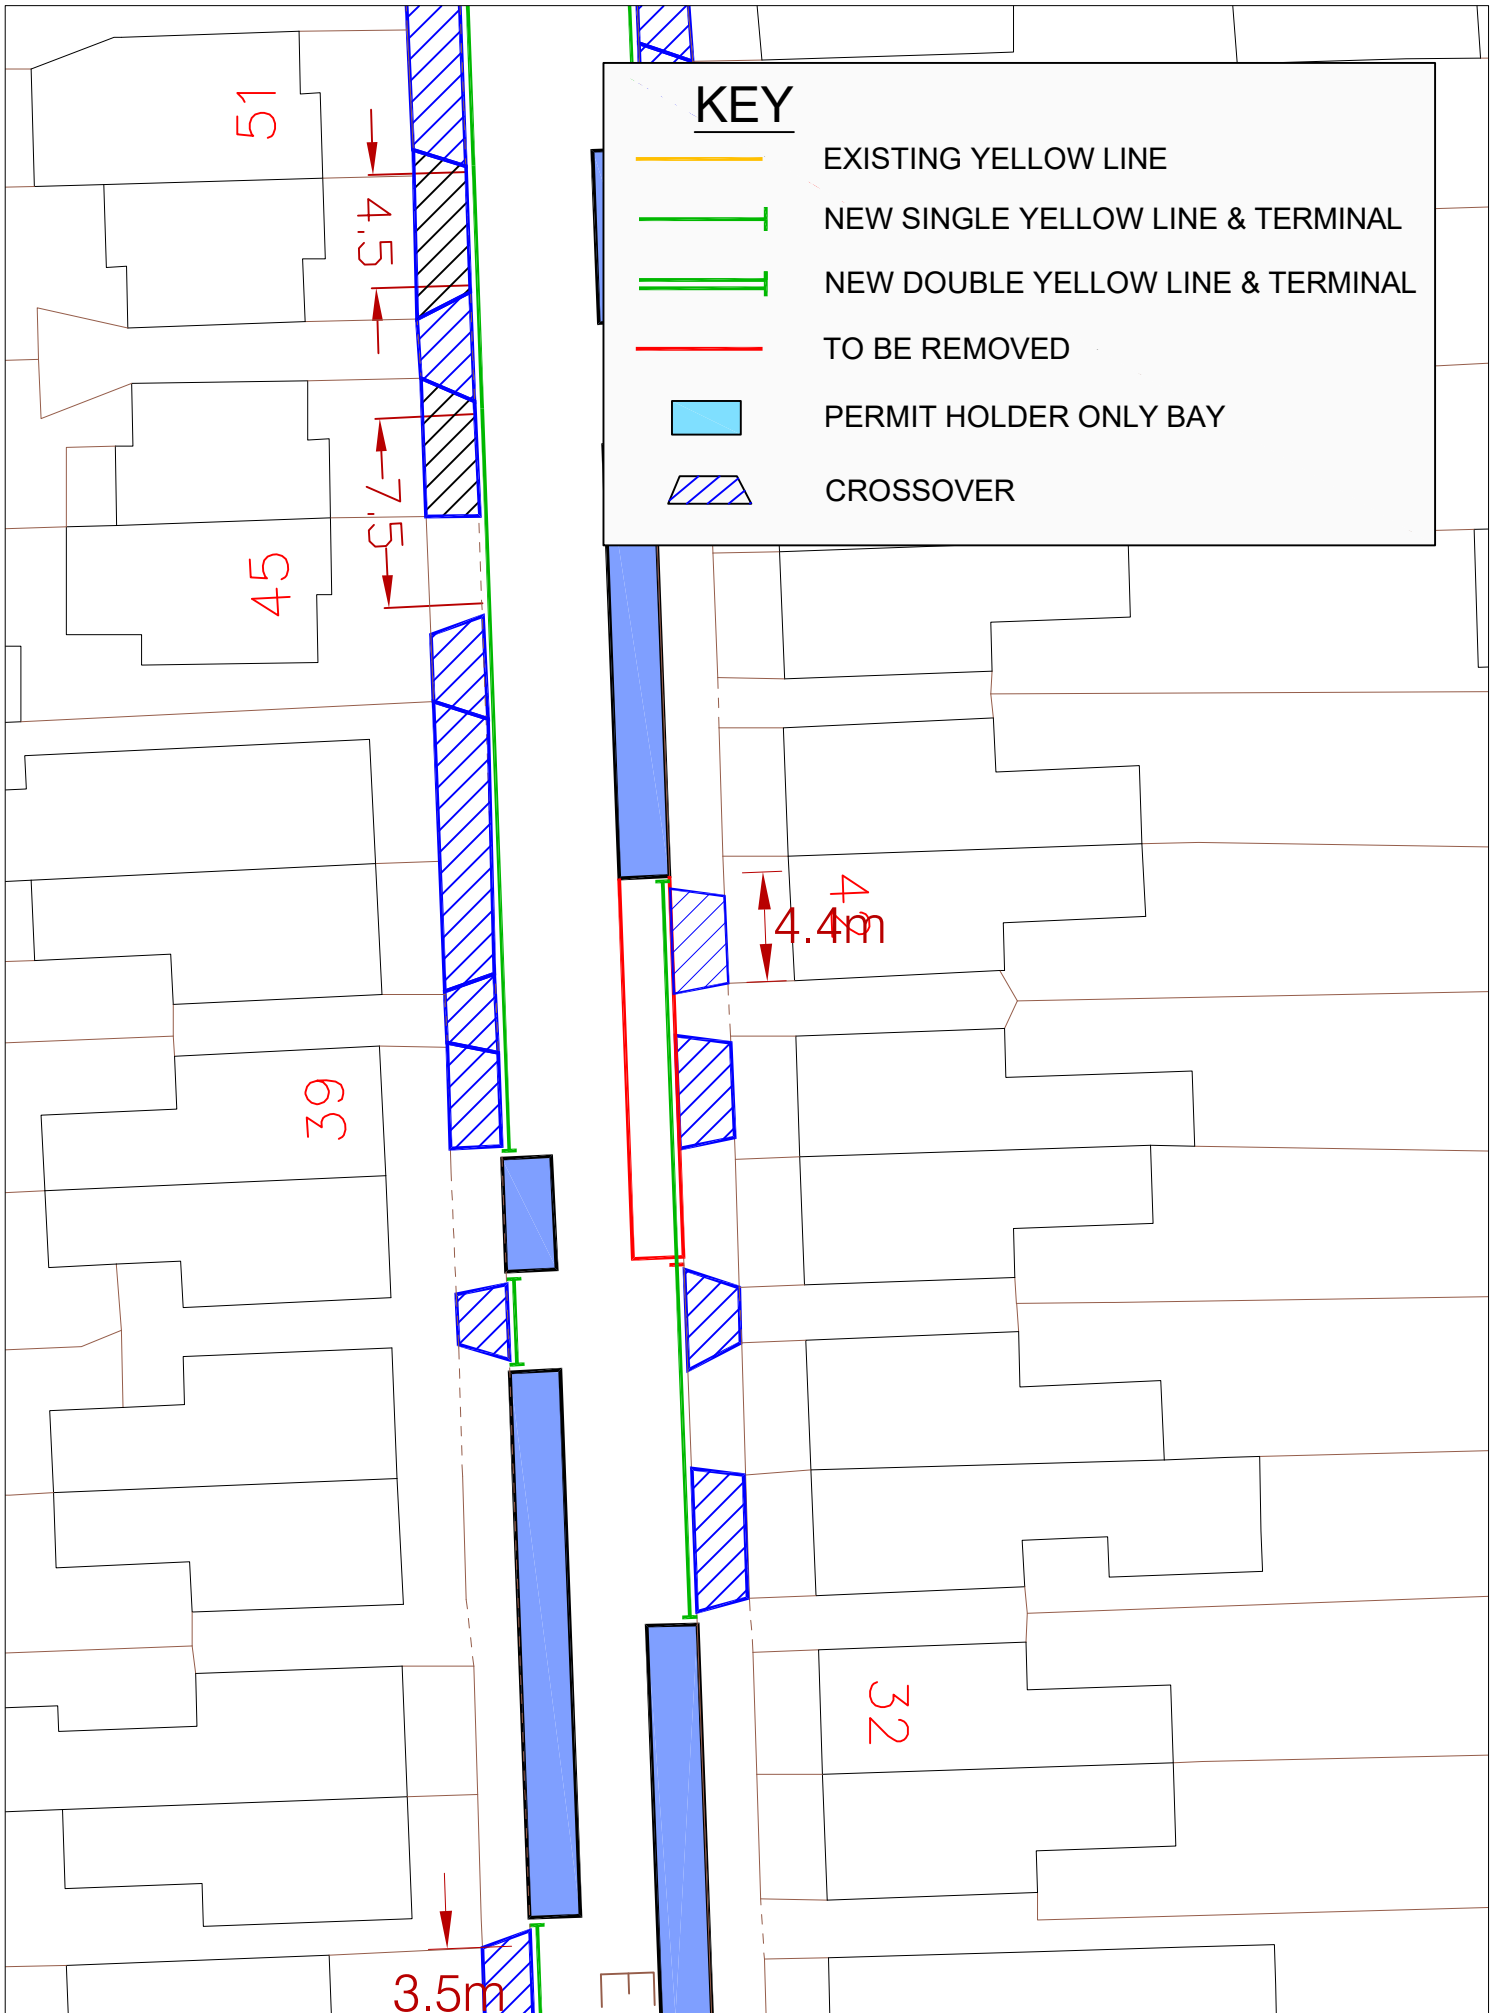 KEY
EXISTING YELLOW LINE
NEW SINGLE YELLOW LINE & TERMINAL
NEW DOUBLE YELLOW LINE & TERMINAL
TO BE REMOVED
PERMIT HOLDER ONLY BAY
CROSSOVER
51
4.5
7.5
45
4.4m
39
32
3.5m
E